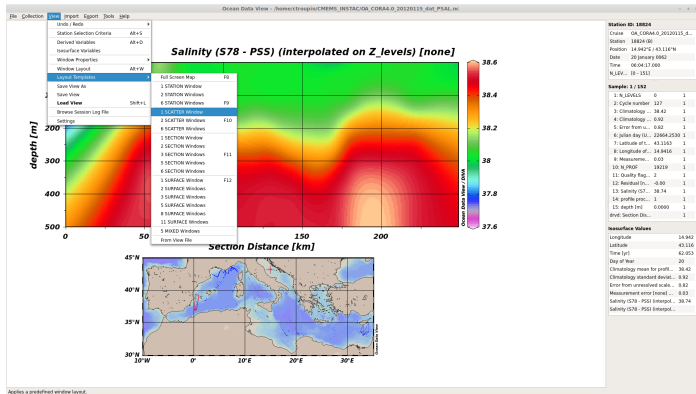 Ocean Data View - /home/ctroupin/CMEMS_INSTAC/OA_CORA4.0_20120115_dat_PSAL.nc
File Collection View Import Export Tools Help
Undo / Redo
Station Selection Criteria Alt+S
Derived Variables Alt+D
Isosurface Variables
Window Properties
Window Layout Alt+W
Layout Templates
Save View As
Save View
Load View Shift+L
Browse Session Log File
Settings
Full Screen Map F8
1 STATION Window
2 STATION Windows
6 STATION Windows F9
1 SCATTER Window
2 SCATTER Windows F10
6 SCATTER Windows
1 SECTION Window
2 SECTION Windows
3 SECTION Windows F11
5 SECTION Windows
6 SECTION Windows
1 SURFACE Window F12
2 SURFACE Windows
3 SURFACE Windows
5 SURFACE Windows
8 SURFACE Windows
11 SURFACE Windows
5 MIXED Windows
From View File
Salinity (S78 - PSS) (interpolated on Z_levels) [none]
depth [m]
200
300
400
500
0
50
150
200
Section Distance [km]
38.6
38.4
38.2
38
37.8
37.6
Ocean Data View / DIVA
45°N
40°N
35°N
30°N
10°W
0°
10°E
20°E
30°E
Station ID: 18824
Cruise OA_CORA4.0_20120115...
Station 18824 (B)
Position 14.942°E / 43.116°N
Date 20 January 0062
Time 06:04:17.000
N_LEV... [0 - 151]
Sample: 1 / 152
1: N_LEVELS 0 1
2: Cycle number 127 1
3: Climatology ... 38.42 1
4: Climatology ... 0.92 1
5: Error from u... 0.82 1
6: Julian day (U... 22664.2530 1
7: Latitude of t... 43.1163 1
8: Longitude of... 14.9416 1
9: Measureme... 0.03 1
10: N_PROF 19219 1
11: Quality flag... 2 1
12: Residual [n... -0.00 1
13: Salinity (S7... 38.74 1
14: profile proc... 1 1
15: depth [m] 0.0000 1
drvd: Section Dis... 1
Isosurface Values
Longitude 14.942
Latitude 43.116
Time [yr] 62.053
Day of Year 20
Climatology mean for profil... 38.42
Climatology standard deviat... 0.92
Error from unresolved scale... 0.82
Measurement error [none] ... 0.03
Salinity (S78 - PSS) (interpol... 38.74
Salinity (S78 - PSS) (interpol...
Applies a predefined window layout.